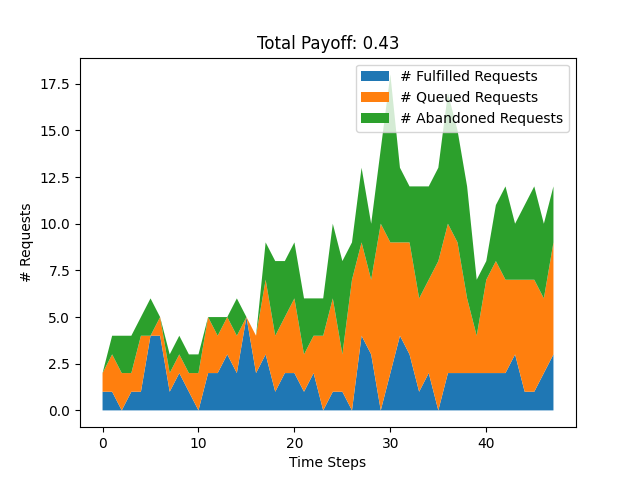 Total Payoff: 0.43
# Fulfilled Requests
# Queued Requests
# Abandoned Requests
17.5
15.0
12.5
10.0
7.5
5.0
2.5
0.0
# Requests
0
10
20
30
40
Time Steps